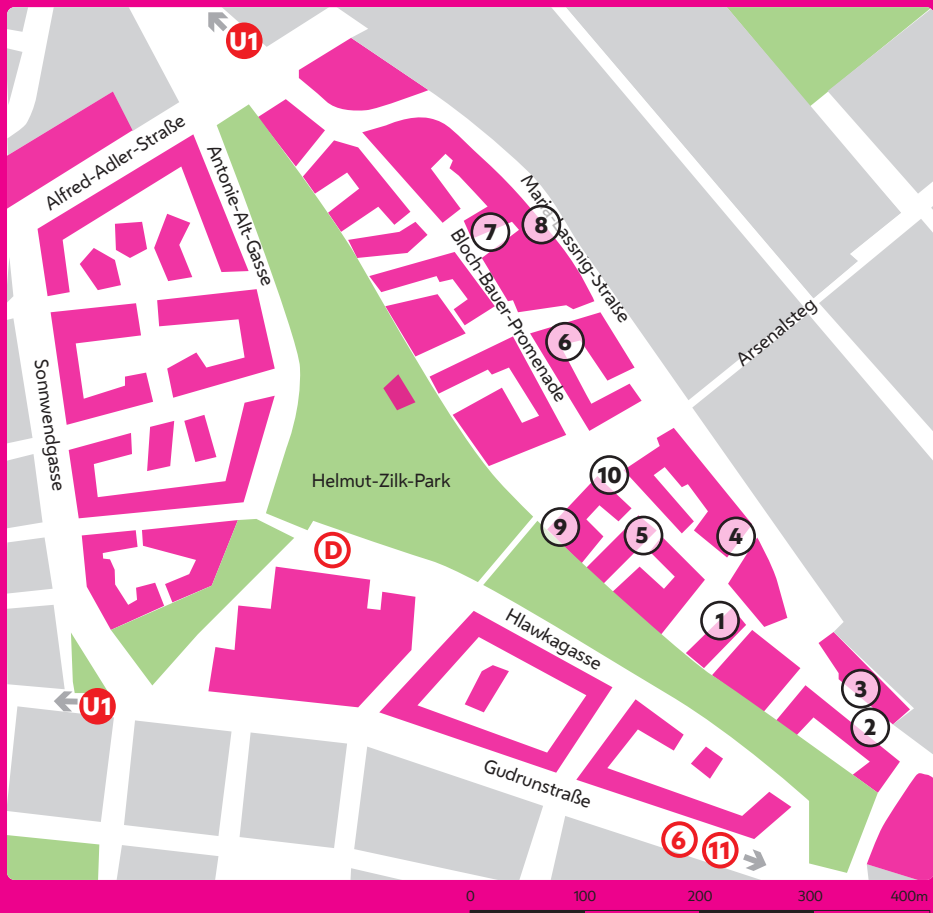 U1
Alfred-Adler-Straße
Antonie-Alt-Gasse
Maria-Lassnig-Straße
7
8
Bloch-Bauer-Promenade
6
Arsenalsteg
Sonnwendgasse
Helmut-Zilk-Park
10
9
5
4
D
Hlawkagasse
1
3
2
U1
Gudrunstraße
6
11
0
100
200
300
400m